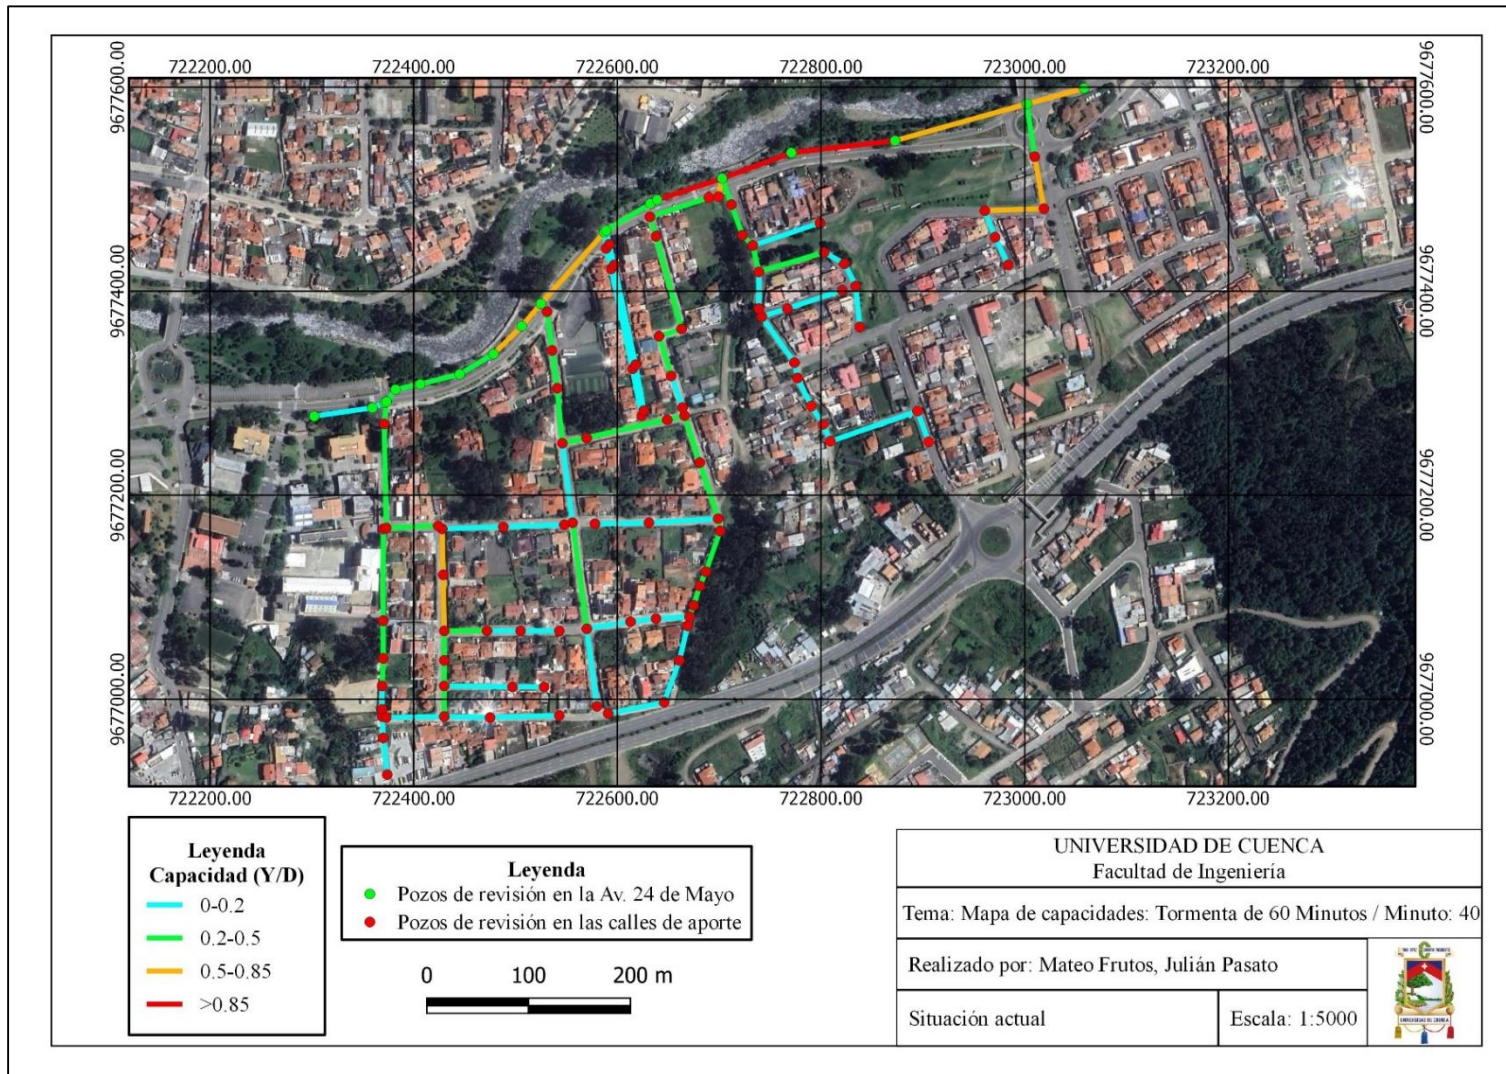 722200.00 722400.00 722600.00 722800.00 723000.00 723200.00
9677600.00 9677600.00
9677400.00 9677400.00
9677200.00 9677200.00
9677000.00 9677000.00
722200.00 722400.00 722600.00 722800.00 723000.00 723200.00
Leyenda
Capacidad (Y/D)
0-0.2
0.2-0.5
0.5-0.85
>0.85
Leyenda
Pozos de revisión en la Av. 24 de Mayo
Pozos de revisión en las calles de aporte
0 100 200 m
UNIVERSIDAD DE CUENCA
Facultad de Ingeniería
Tema: Mapa de capacidades: Tormenta de 60 Minutos / Minuto: 40
Realizado por: Mateo Frutos, Julián Pasato
Situación actual
Escala: 1:5000
UNIVERSIDAD DE CUENCA